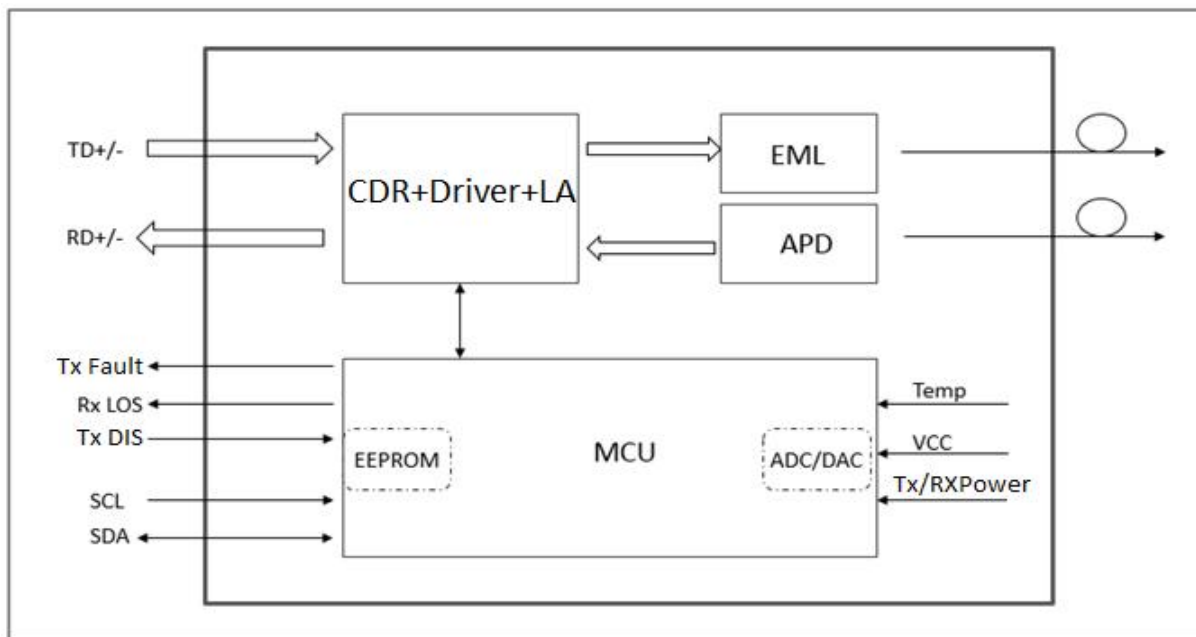 TD+/-
CDR+Driver+LA
EML
RD+/-
APD
Tx Fault
Rx LOS
Tx DIS
SCL
SDA
EEPROM
MCU
ADC/DAC
Temp
VCC
Tx/RXPower